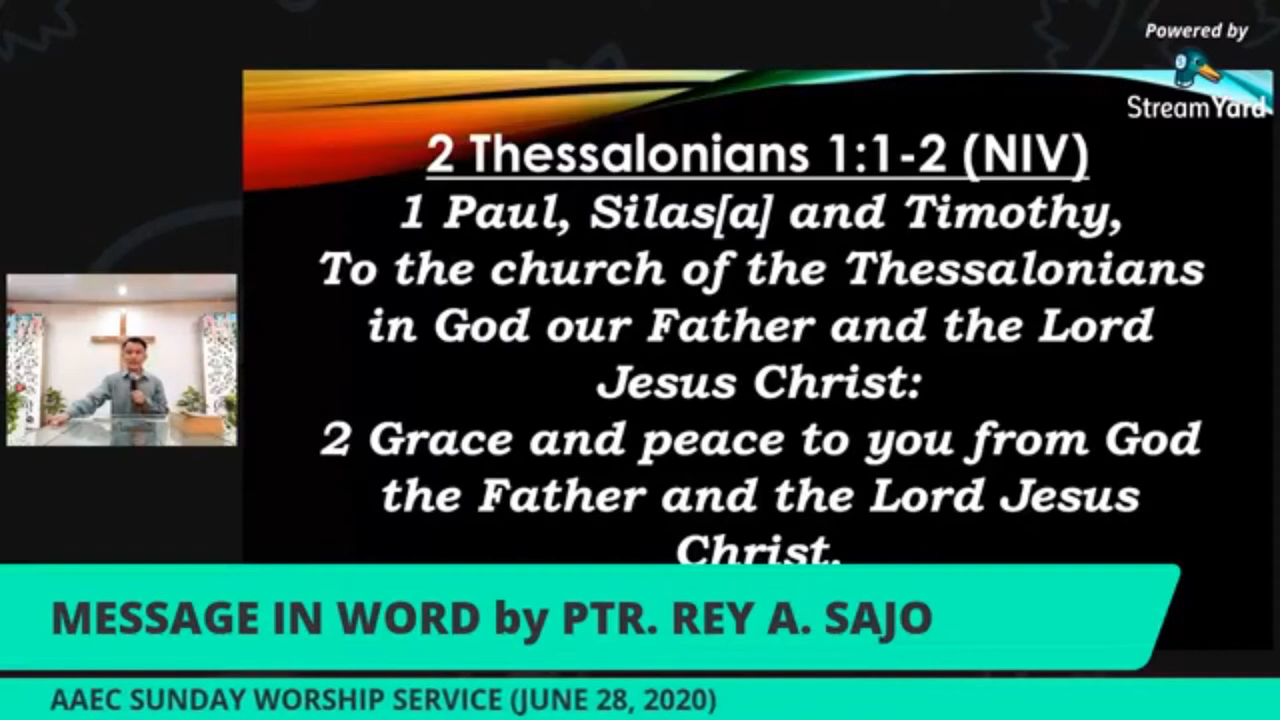 Powered by
StreamYard
2 Thessalonians 1:1-2 (NIV)
1 Paul, Silas[a] and Timothy,
To the church of the Thessalonians
in God our Father and the Lord
Jesus Christ:
2 Grace and peace to you from God
the Father and the Lord Jesus
Christ.
MESSAGE IN WORD by PTR. REY A. SAJO
AAEC SUNDAY WORSHIP SERVICE (JUNE 28, 2020)